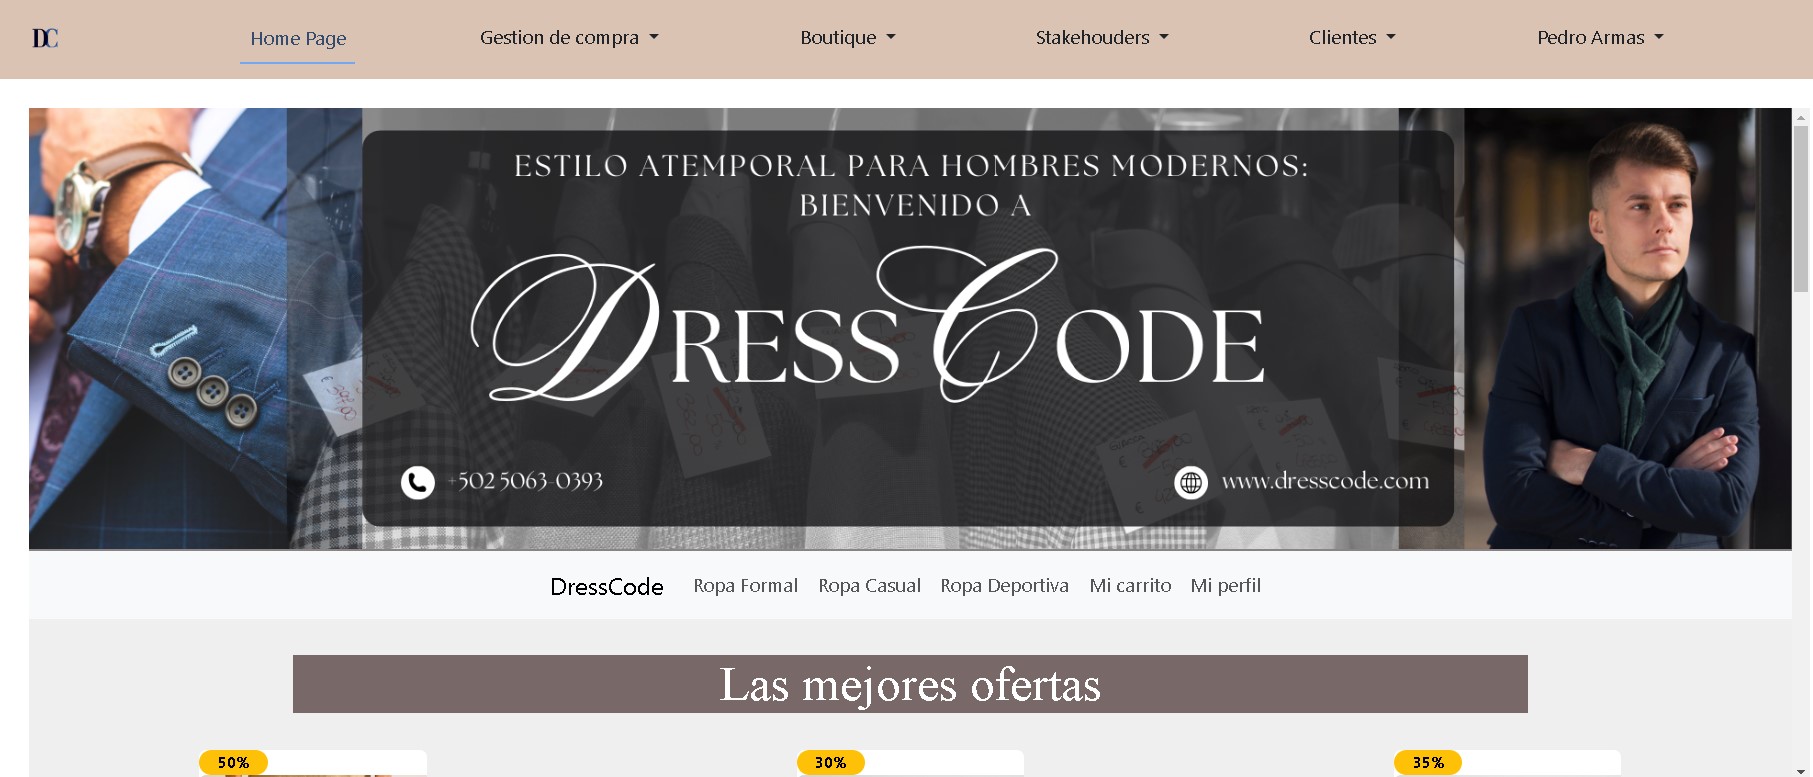 DC
Home Page
Gestion de compra
Boutique
Stakehouders
Clientes
Pedro Armas
ESTILO ATEMPORAL PARA HOMBRES MODERNOS:
BIENVENIDO A
DRESS CODE
+502 5063-0393
www.dresscode.com
DressCode
Ropa Formal
Ropa Casual
Ropa Deportiva
Mi carrito
Mi perfil
Las mejores ofertas
50%
30%
35%